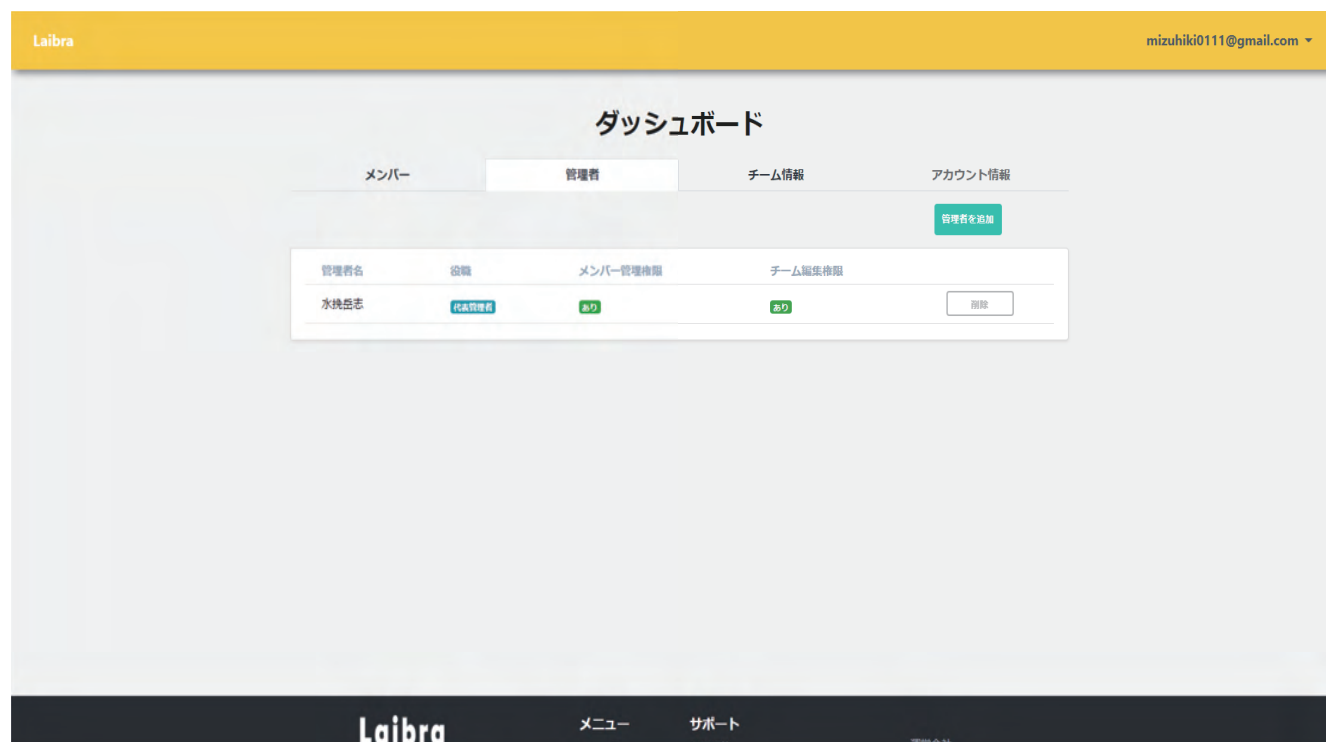 Laibra
mizuhiki0111@gmail.com
ダッシュボード
メンバー 管理者 チーム情報 アカウント情報
管理者を追加
管理者名 役職 メンバー管理権限 チーム編集権限
水挽岳志 代表管理者 あり あり 削除
Laibra メニュー サポート